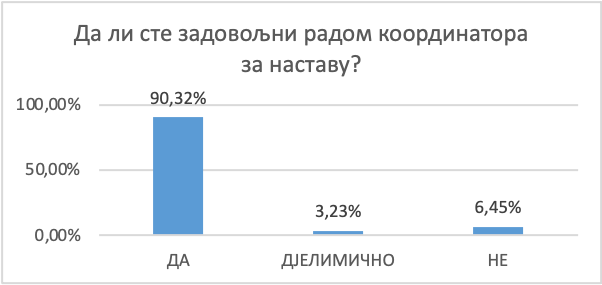 Да ли сте задовољни радом координатора
за наставу?
90,32%
100,00%
50,00%
3,23%
6,45%
0,00%
ДА
ДЈЕЛИМИЧНО
НЕ